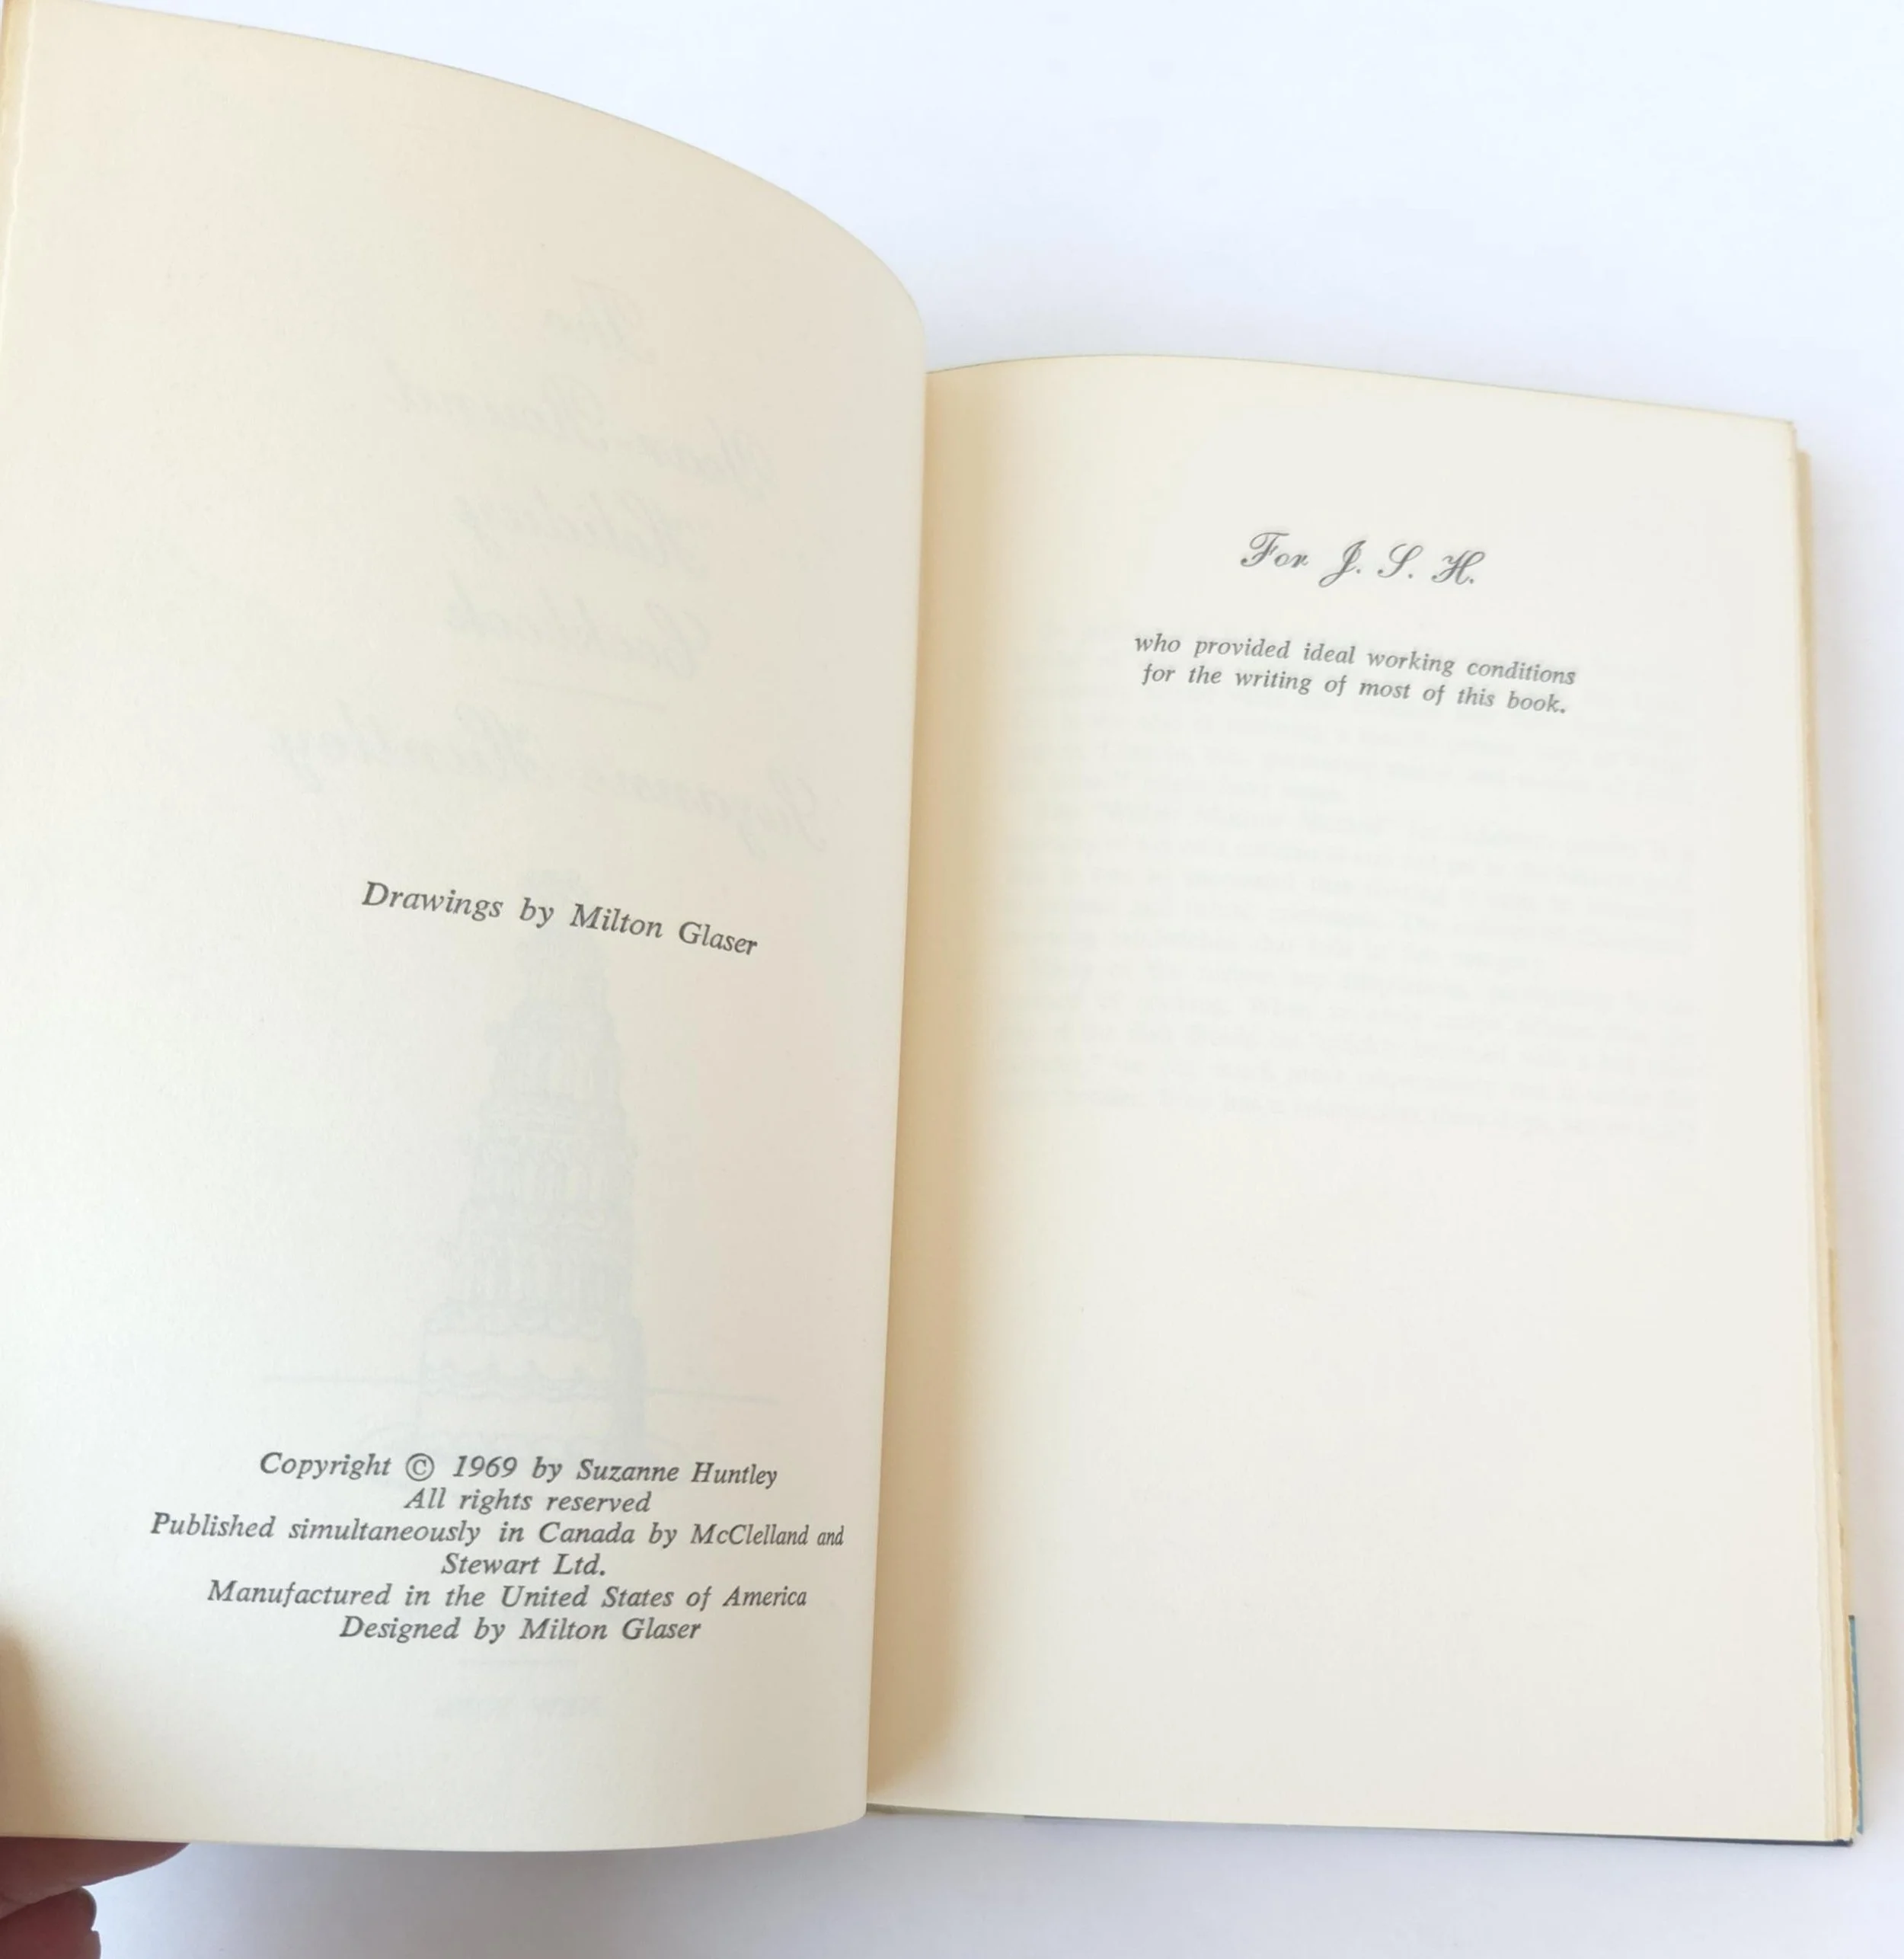 Drawings by Milton Glaser
Copyright © 1969 by Suzanne Huntley
All rights reserved
Published simultaneously in Canada by McClelland and
Stewart Ltd.
Manufactured in the United States of America
Designed by Milton Glaser
For J. S. H.
who provided ideal working conditions
for the writing of most of this book.